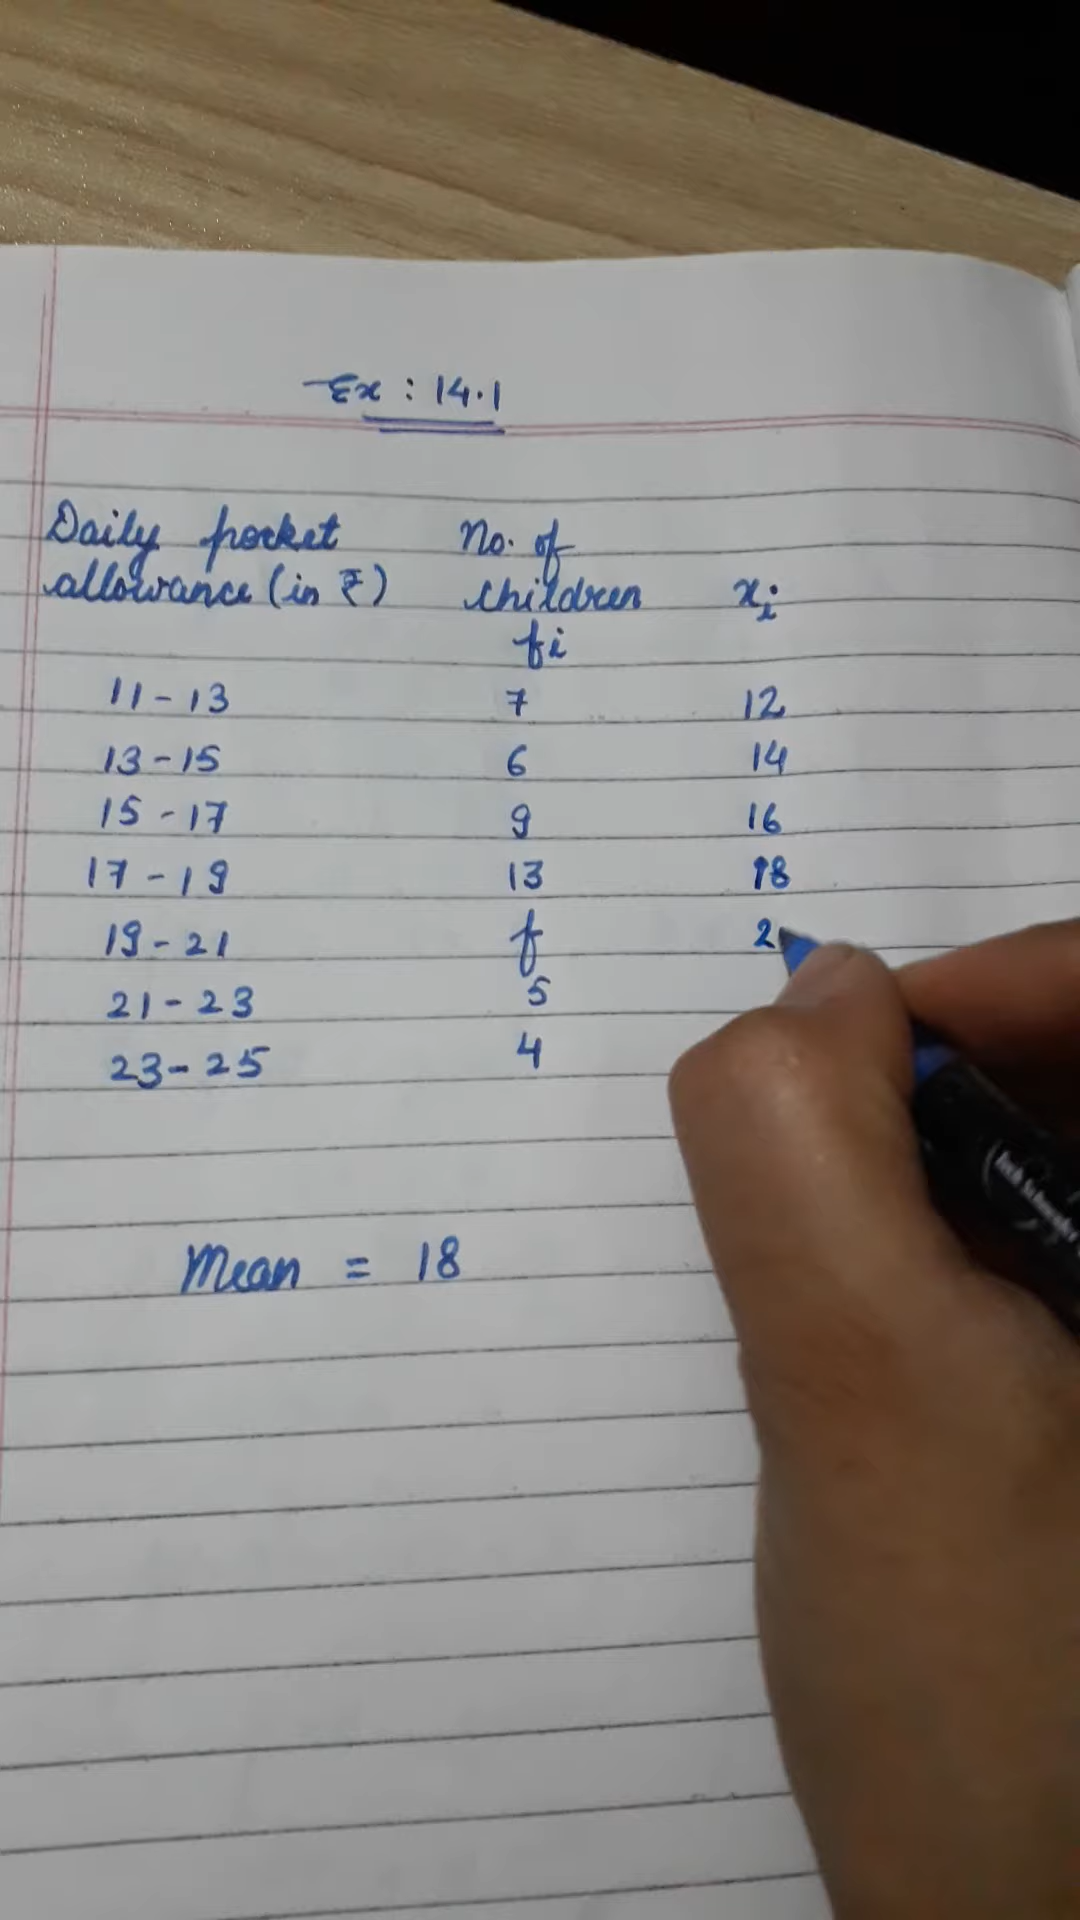 Ex : 14.1
Daily pocket No. of
allowance (in ₹) children xi
fi
11 - 13 7 12
13 - 15 6 14
15 - 17 9 16
17 - 19 13 18
19 - 21 f 2
21 - 23 5
23 - 25 4
Mean = 18